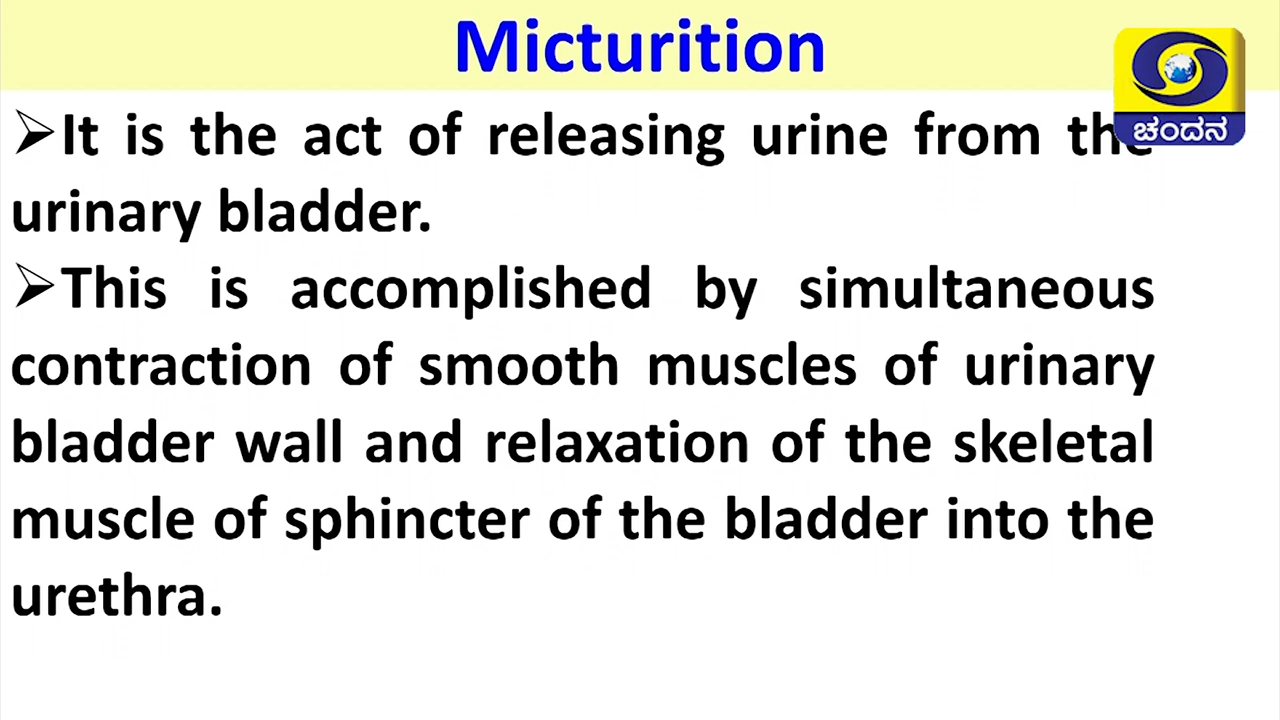 Micturition
ಚಂದನ
➢It is the act of releasing urine from the
urinary bladder.
➢This is accomplished by simultaneous
contraction of smooth muscles of urinary
bladder wall and relaxation of the skeletal
muscle of sphincter of the bladder into the
urethra.